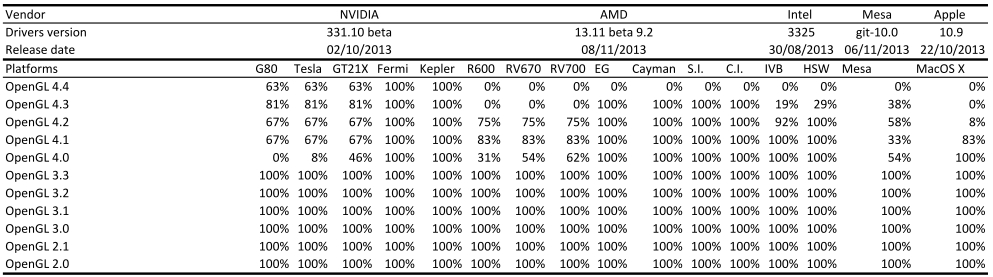 Vendor NVIDIA AMD Intel Mesa Apple
Drivers version 331.10 beta 13.11 beta 9.2 3325 git-10.0 10.9
Release date 02/10/2013 08/11/2013 30/08/2013 06/11/2013 22/10/2013
Platforms G80 Tesla GT21X Fermi Kepler R600 RV670 RV700 EG Cayman S.I. C.I. IVB HSW Mesa MacOS X
OpenGL 4.4 63% 63% 63% 100% 100% 0% 0% 0% 0% 0% 0% 0% 0% 0% 0% 0%
OpenGL 4.3 81% 81% 81% 100% 100% 0% 0% 0% 100% 100% 100% 100% 19% 29% 38% 0%
OpenGL 4.2 67% 67% 67% 100% 100% 75% 75% 75% 100% 100% 100% 100% 92% 100% 58% 8%
OpenGL 4.1 67% 67% 67% 100% 100% 83% 83% 83% 100% 100% 100% 100% 100% 100% 33% 83%
OpenGL 4.0 0% 8% 46% 100% 100% 31% 54% 62% 100% 100% 100% 100% 100% 100% 54% 100%
OpenGL 3.3 100% 100% 100% 100% 100% 100% 100% 100% 100% 100% 100% 100% 100% 100% 100% 100%
OpenGL 3.2 100% 100% 100% 100% 100% 100% 100% 100% 100% 100% 100% 100% 100% 100% 100% 100%
OpenGL 3.1 100% 100% 100% 100% 100% 100% 100% 100% 100% 100% 100% 100% 100% 100% 100% 100%
OpenGL 3.0 100% 100% 100% 100% 100% 100% 100% 100% 100% 100% 100% 100% 100% 100% 100% 100%
OpenGL 2.1 100% 100% 100% 100% 100% 100% 100% 100% 100% 100% 100% 100% 100% 100% 100% 100%
OpenGL 2.0 100% 100% 100% 100% 100% 100% 100% 100% 100% 100% 100% 100% 100% 100% 100% 100%